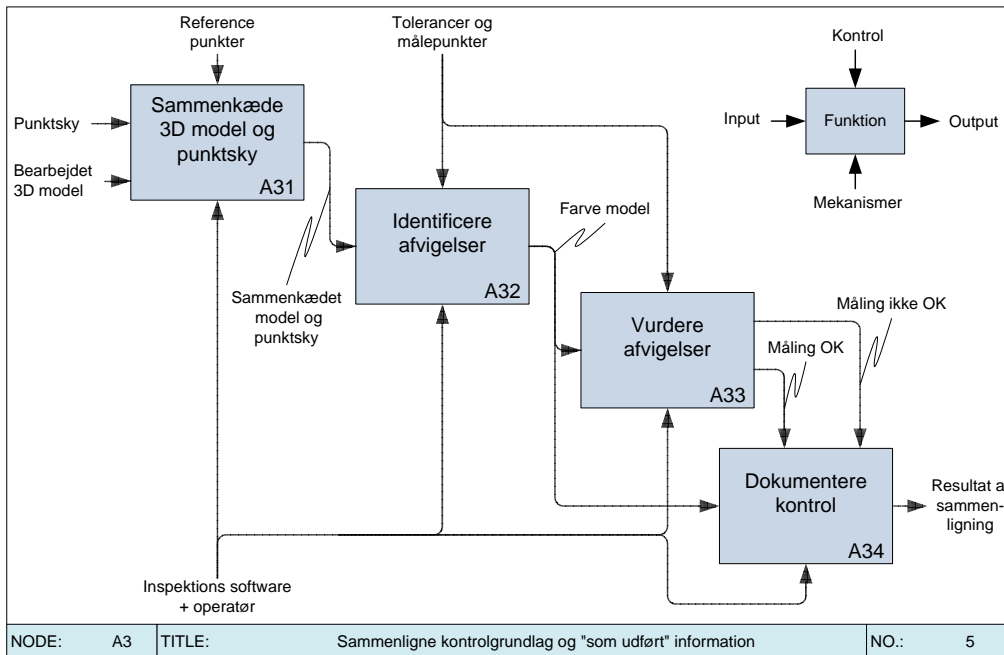 Reference
punkter
Tolerancer og
målepunkter
Kontrol
Input
Funktion
Output
Mekanismer
Punktsky
Bearbejdet
3D model
Sammenkæde
3D model og
punktsky
A31
Identificere
afvigelser
A32
Farve model
Sammenkædet
model og
punktsky
Vurdere
afvigelser
A33
Måling ikke OK
Måling OK
Dokumentere
kontrol
A34
Resultat a
sammen-
ligning
Inspektions software
+ operatør
NODE: A3 TITLE: Sammenligne kontrolgrundlag og "som udført" information NO.: 5